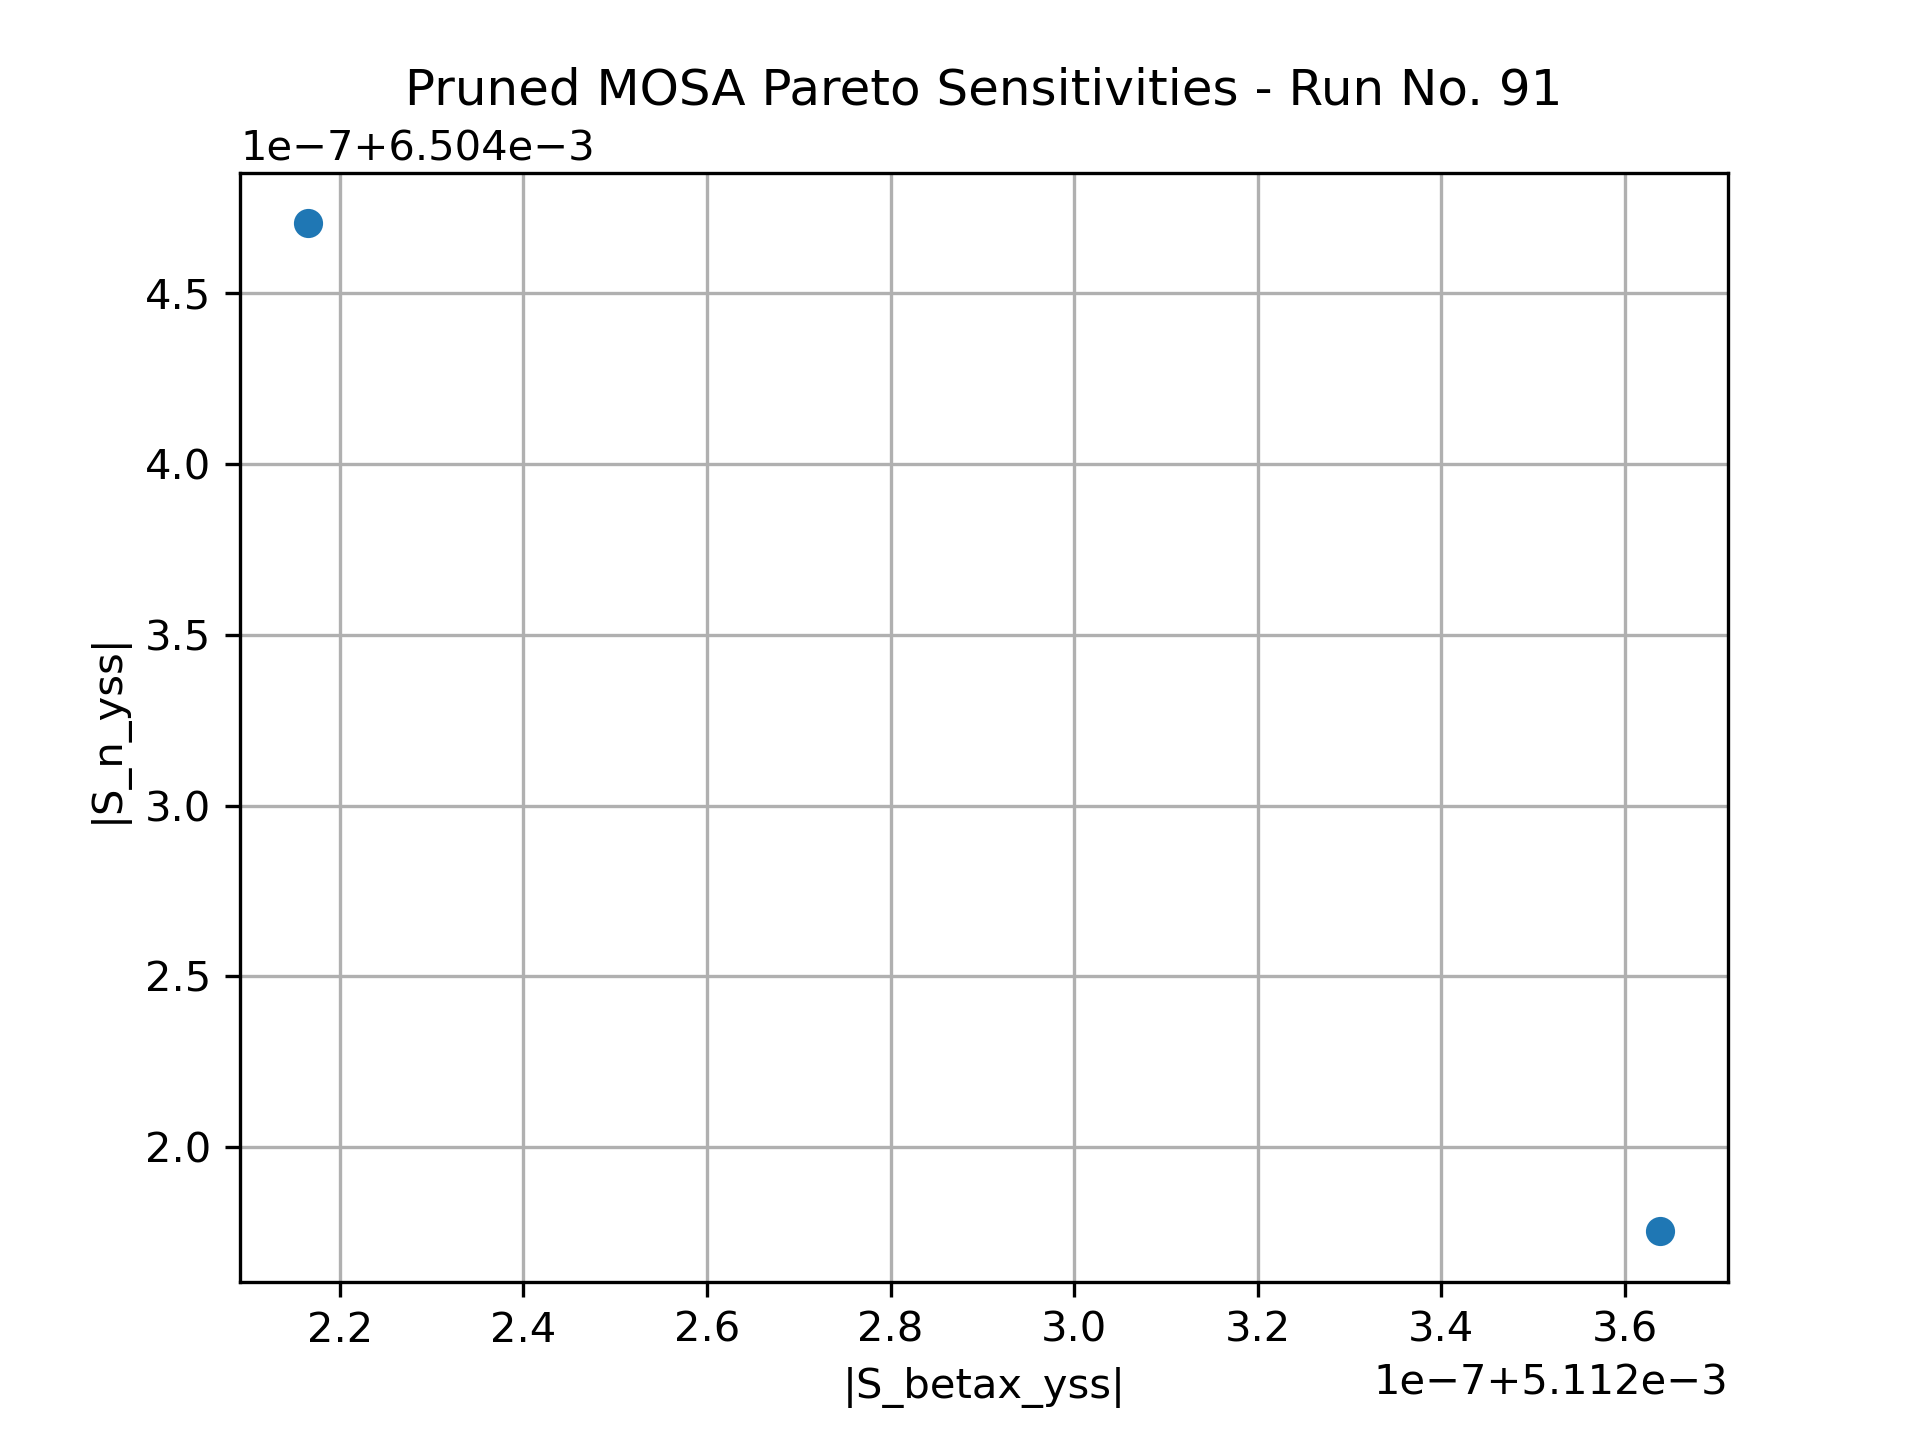 Pruned MOSA Pareto Sensitivities - Run No. 91
1e−7+6.504e−3
4.5
4.0
3.5
3.0
2.5
2.0
|S_n_yss|
2.2 2.4 2.6 2.8 3.0 3.2 3.4 3.6
1e−7+5.112e−3
|S_betax_yss|